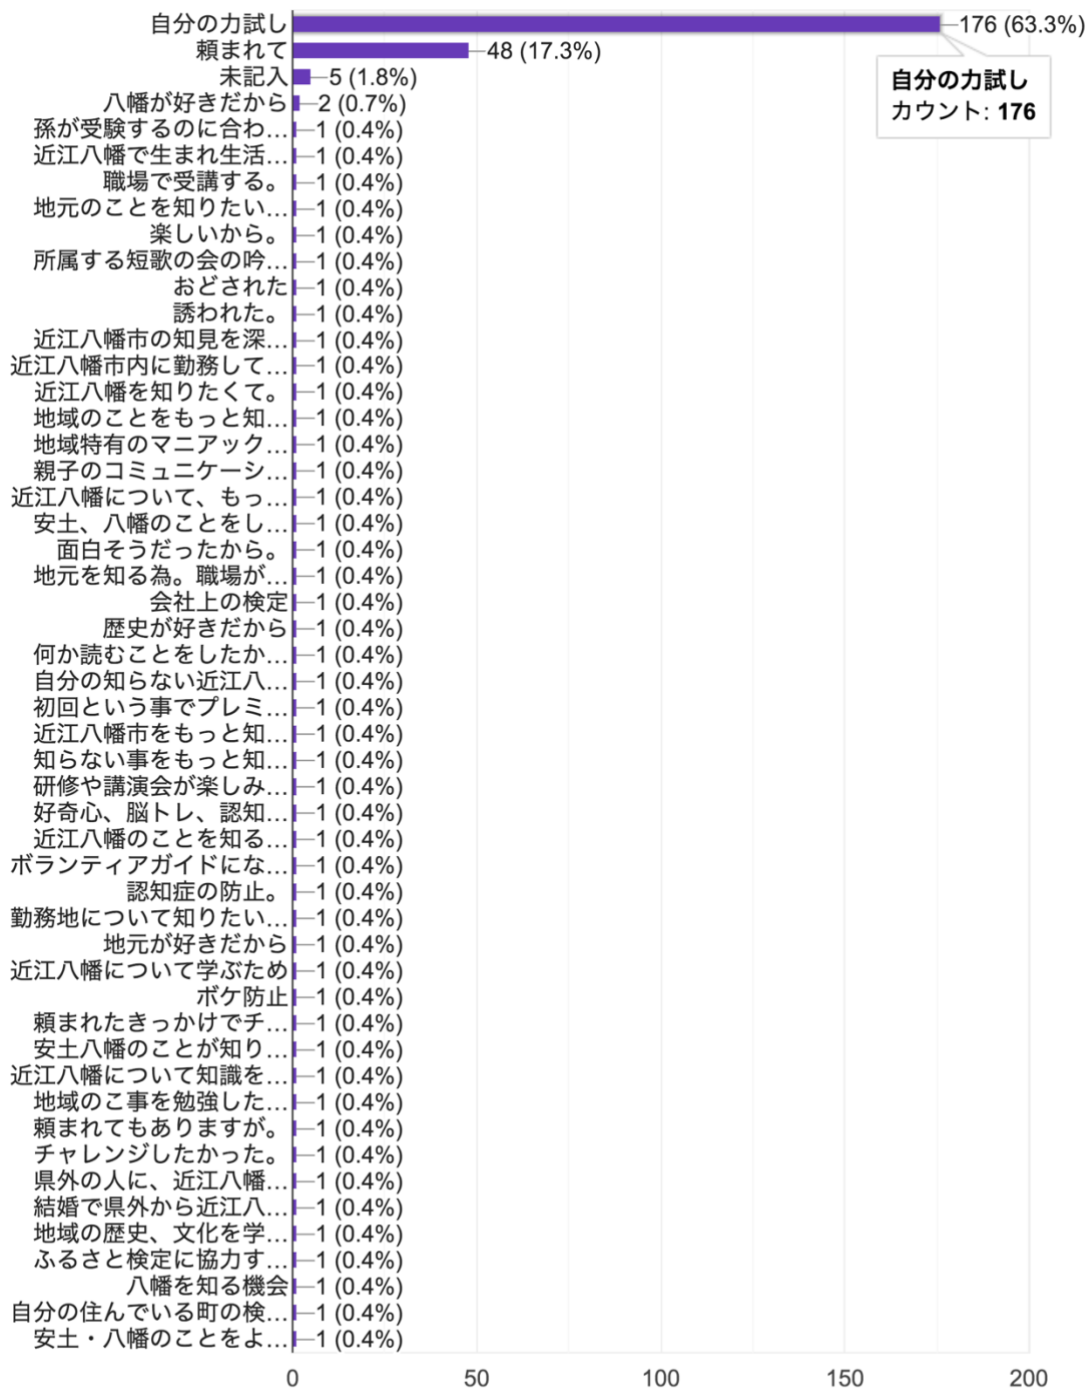 自分の力試し 176 (63.3%)
頼まれて 48 (17.3%)
自分の力試し
カウント: 176
未記入 5 (1.8%)
八幡が好きだから 2 (0.7%)
孫が受験するのに合わ… 1 (0.4%)
近江八幡で生まれ生活… 1 (0.4%)
職場で受講する。 1 (0.4%)
地元のことを知りたい… 1 (0.4%)
楽しいから。 1 (0.4%)
所属する短歌の会の吟… 1 (0.4%)
おどされた 1 (0.4%)
誘われた。 1 (0.4%)
近江八幡市の知見を深… 1 (0.4%)
近江八幡市内に勤務して… 1 (0.4%)
近江八幡を知りたくて。 1 (0.4%)
地域のことをもっと知… 1 (0.4%)
地域特有のマニアック… 1 (0.4%)
親子のコミュニケーシ… 1 (0.4%)
近江八幡について、もっ… 1 (0.4%)
安土、八幡のことをし… 1 (0.4%)
面白そうだったから。 1 (0.4%)
地元を知る為。職場が… 1 (0.4%)
会社上の検定 1 (0.4%)
歴史が好きだから 1 (0.4%)
何か読むことをしたか… 1 (0.4%)
自分の知らない近江八… 1 (0.4%)
初回という事でプレミ… 1 (0.4%)
近江八幡市をもっと知… 1 (0.4%)
知らない事をもっと知… 1 (0.4%)
研修や講演会が楽しみ… 1 (0.4%)
好奇心、脳トレ、認知… 1 (0.4%)
近江八幡のことを知る… 1 (0.4%)
ボランティアガイドにな… 1 (0.4%)
認知症の防止。 1 (0.4%)
勤務地について知りたい… 1 (0.4%)
地元が好きだから 1 (0.4%)
近江八幡について学ぶため 1 (0.4%)
ボケ防止 1 (0.4%)
頼まれたきっかけでチ… 1 (0.4%)
安土八幡のことが知り… 1 (0.4%)
近江八幡について知識を… 1 (0.4%)
地域のこ事を勉強した… 1 (0.4%)
頼まれてもありますが。 1 (0.4%)
チャレンジしたかった。 1 (0.4%)
県外の人に、近江八幡… 1 (0.4%)
結婚で県外から近江八… 1 (0.4%)
地域の歴史、文化を学… 1 (0.4%)
ふるさと検定に協力す… 1 (0.4%)
八幡を知る機会 1 (0.4%)
自分の住んでいる町の検… 1 (0.4%)
安土・八幡のことをよ… 1 (0.4%)
0 50 100 150 200